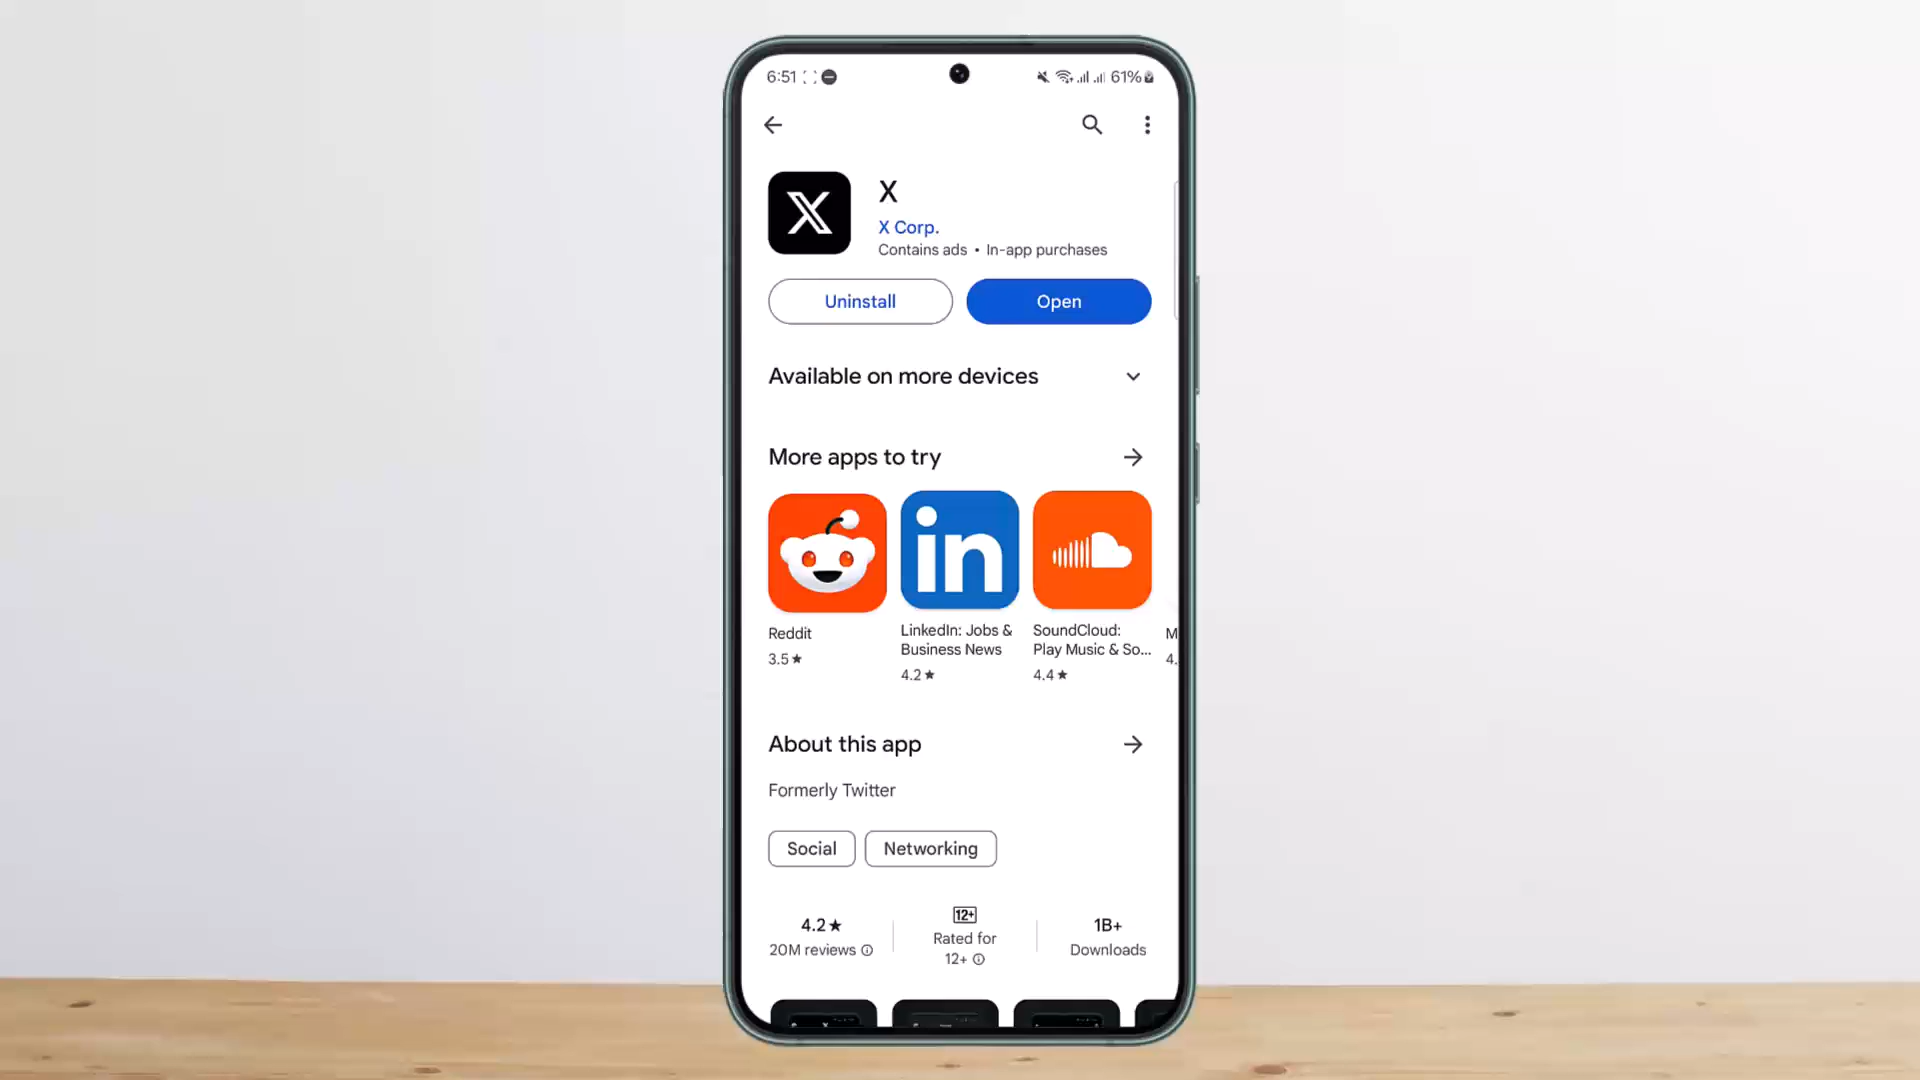 6:51 61%
X
X Corp.
Contains ads • In-app purchases
Uninstall Open
Available on more devices
More apps to try
in
Reddit
3.5★
LinkedIn: Jobs &
Business News
4.2★
SoundCloud:
Play Music & So...
4.4★
M
4.
About this app
Formerly Twitter
Social Networking
4.2★
20M reviews
12+
Rated for
12+
1B+
Downloads